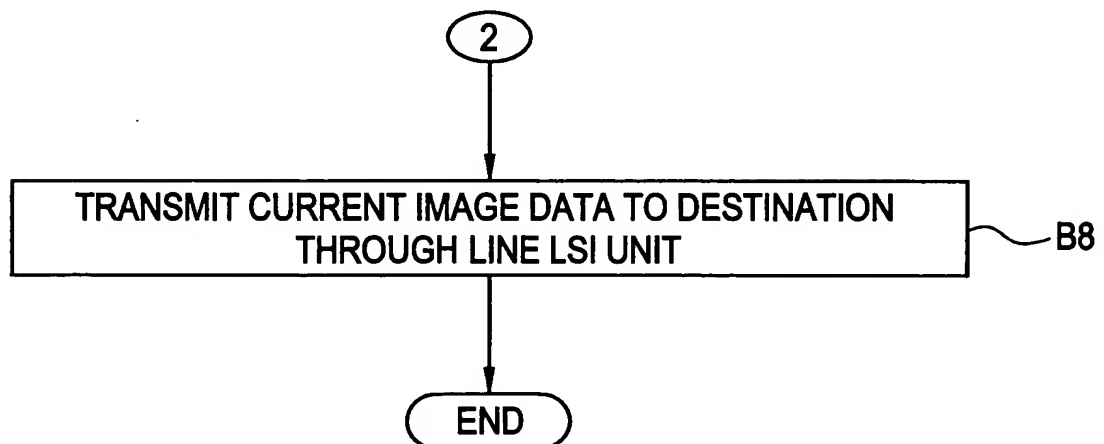 2
TRANSMIT CURRENT IMAGE DATA TO DESTINATION
THROUGH LINE LSI UNIT
B8
END